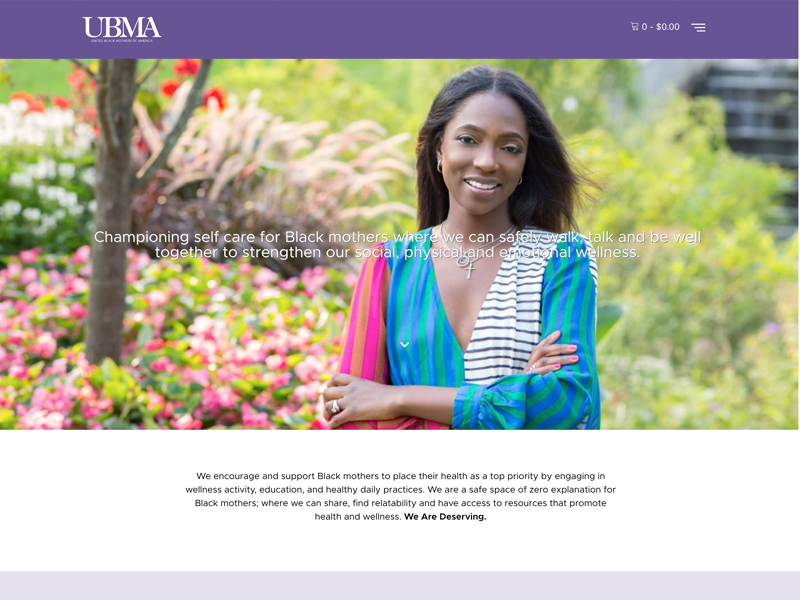 UBMA
UNITED BLACK MOTHERS OF AMERICA
0 - $0.00
Championing self care for Black mothers where we can safely walk, talk and be well
together to strengthen our social, physical and emotional wellness.
We encourage and support Black mothers to place their health as a top priority by engaging in
wellness activity, education, and healthy daily practices. We are a safe space of zero explanation for
Black mothers; where we can share, find relatability and have access to resources that promote
health and wellness. We Are Deserving.